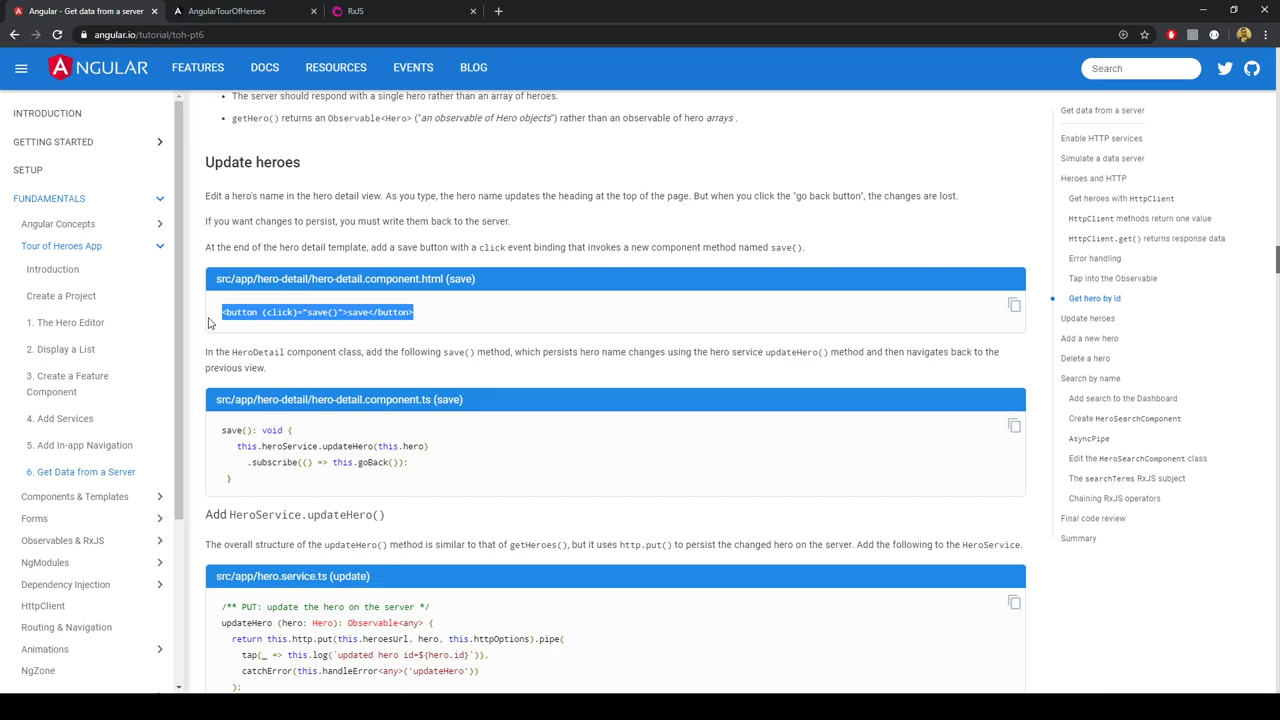 Angular - Get data from a server
AngularTourOfHeroes
RxJS
angular.io/tutorial/toh-pt6
ANGULAR
FEATURES
DOCS
RESOURCES
EVENTS
BLOG
Search
INTRODUCTION
GETTING STARTED
SETUP
FUNDAMENTALS
Angular Concepts
Tour of Heroes App
Introduction
Create a Project
1. The Hero Editor
2. Display a List
3. Create a Feature
Component
4. Add Services
5. Add In-app Navigation
6. Get Data from a Server
Components & Templates
Forms
Observables & RxJS
NgModules
Dependency Injection
HttpClient
Routing & Navigation
Animations
NgZone
• The server should respond with a single hero rather than an array of heroes.
• getHero() returns an Observable<Hero> ("an observable of Hero objects") rather than an observable of hero arrays .
Update heroes
Edit a hero's name in the hero detail view. As you type, the hero name updates the heading at the top of the page. But when you click the "go back button", the changes are lost.
If you want changes to persist, you must write them back to the server.
At the end of the hero detail template, add a save button with a click event binding that invokes a new component method named save().
src/app/hero-detail/hero-detail.component.html (save)
<button (click)="save()">save</button>
In the HeroDetail component class, add the following save() method, which persists hero name changes using the hero service updateHero() method and then navigates back to the
previous view.
src/app/hero-detail/hero-detail.component.ts (save)
save(): void {
this.heroService.updateHero(this.hero)
.subscribe(() => this.goBack());
}
Add HeroService.updateHero()
The overall structure of the updateHero() method is similar to that of getHeroes(), but it uses http.put() to persist the changed hero on the server. Add the following to the HeroService.
src/app/hero.service.ts (update)
/** PUT: update the hero on the server */
updateHero (hero: Hero): Observable<any> {
return this.http.put(this.heroesUrl, hero, this.httpOptions).pipe(
tap(_ => this.log(`updated hero id=${hero.id}`)),
catchError(this.handleError<any>('updateHero'))
);
Get data from a server
Enable HTTP services
Simulate a data server
Heroes and HTTP
Get heroes with HttpClient
HttpClient methods return one value
HttpClient.get() returns response data
Error handling
Tap into the Observable
Get hero by id
Update heroes
Add a new hero
Delete a hero
Search by name
Add search to the Dashboard
Create HeroSearchComponent
AsyncPipe
Edit the HeroSearchComponent class
The searchTerms RxJS subject
Chaining RxJS operators
Final code review
Summary